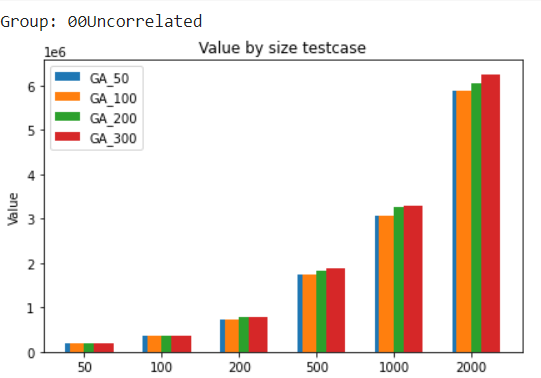 Group: 00Uncorrelated
Value by size testcase
1e6
GA_50
GA_100
GA_200
GA_300
6
5
4
3
2
1
0
Value
50 100 200 500 1000 2000